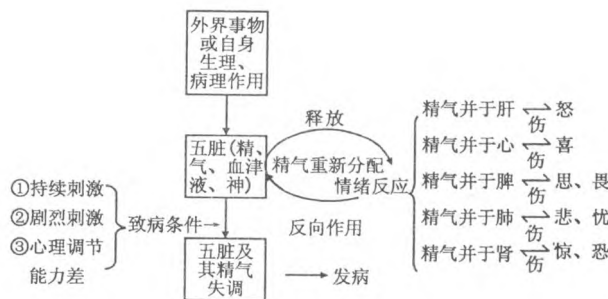 外界事物
或自身
生理、
病理作用
释放
五脏(精、
气、血津
液、神)
精气重新分配
情绪反应
反向作用
精气并于肝 伤 怒
精气并于心 伤 喜
精气并于脾 伤 思、畏
精气并于肺 伤 悲、忧
精气并于肾 伤 惊、恐
①持续刺激
②剧烈刺激
③心理调节
能力差
致病条件
五脏及
其精气
失调
发病